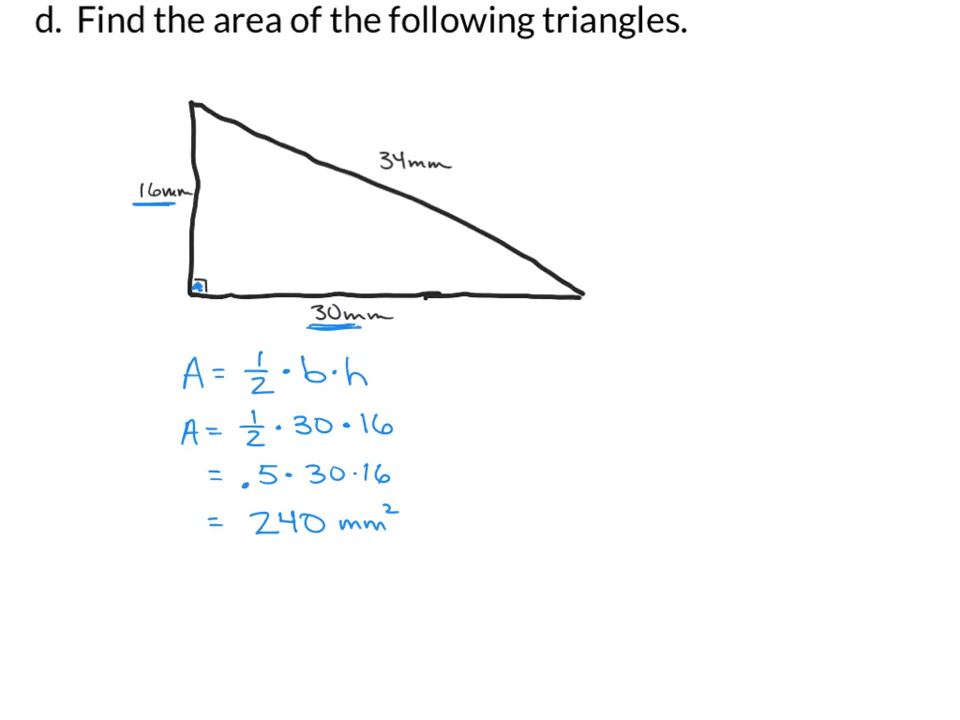 d. Find the area of the following triangles.
34mm
16mm
30mm
A = 1/2 · b · h
A = 1/2 · 30 · 16
= .5 · 30 · 16
= 240 mm²